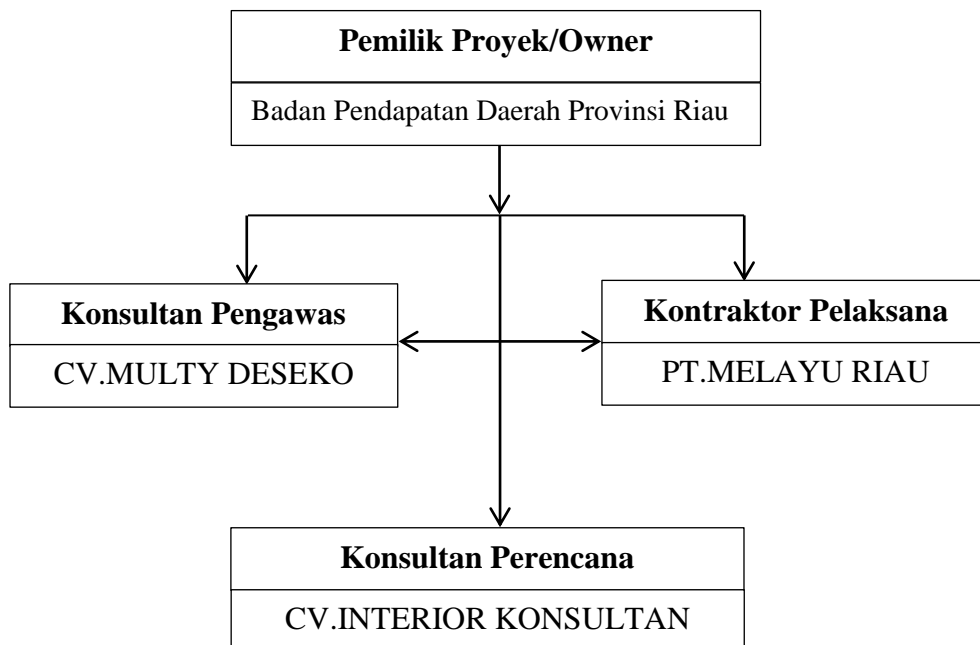 Pemilik Proyek/Owner
Badan Pendapatan Daerah Provinsi Riau
Konsultan Pengawas
CV.MULTY DESEKO
Kontraktor Pelaksana
PT.MELAYU RIAU
Konsultan Perencana
CV.INTERIOR KONSULTAN